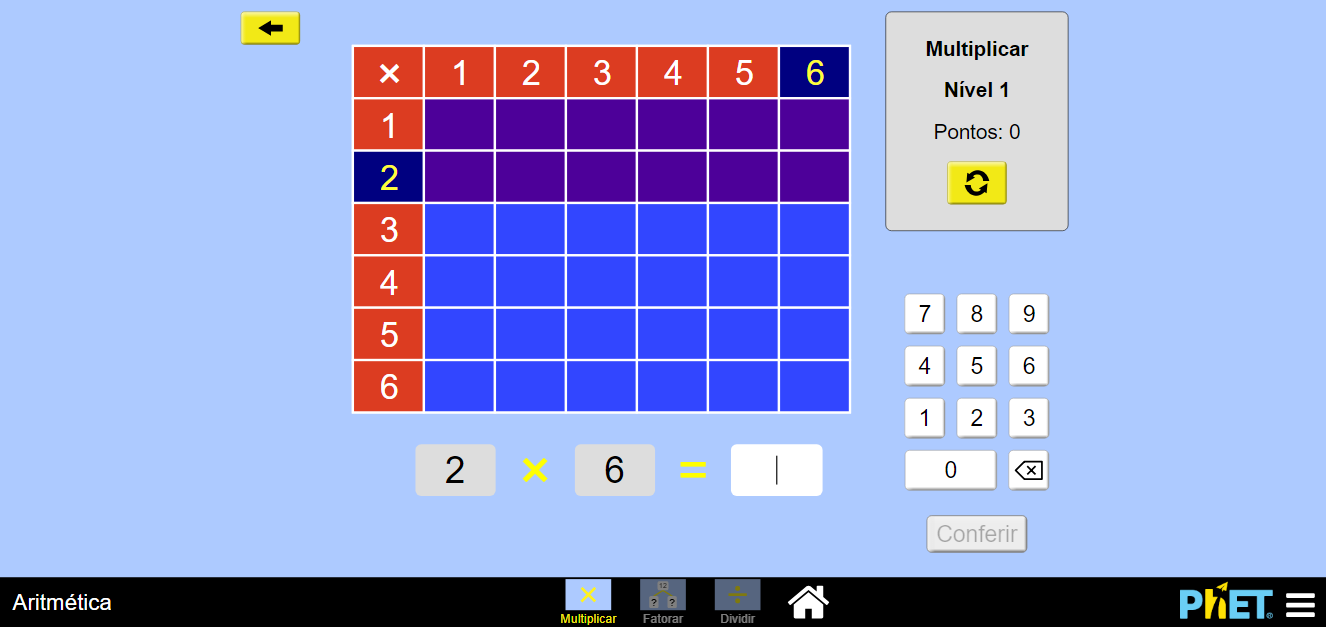 Multiplicar
Nível 1
Pontos: 0
× 1 2 3 4 5 6
1
2
3
4
5
6
2 × 6 =
7 8 9
4 5 6
1 2 3
0
Conferir
Aritmética
×
Multiplicar
12
? ?
Fatorar
÷
Dividir
PhET